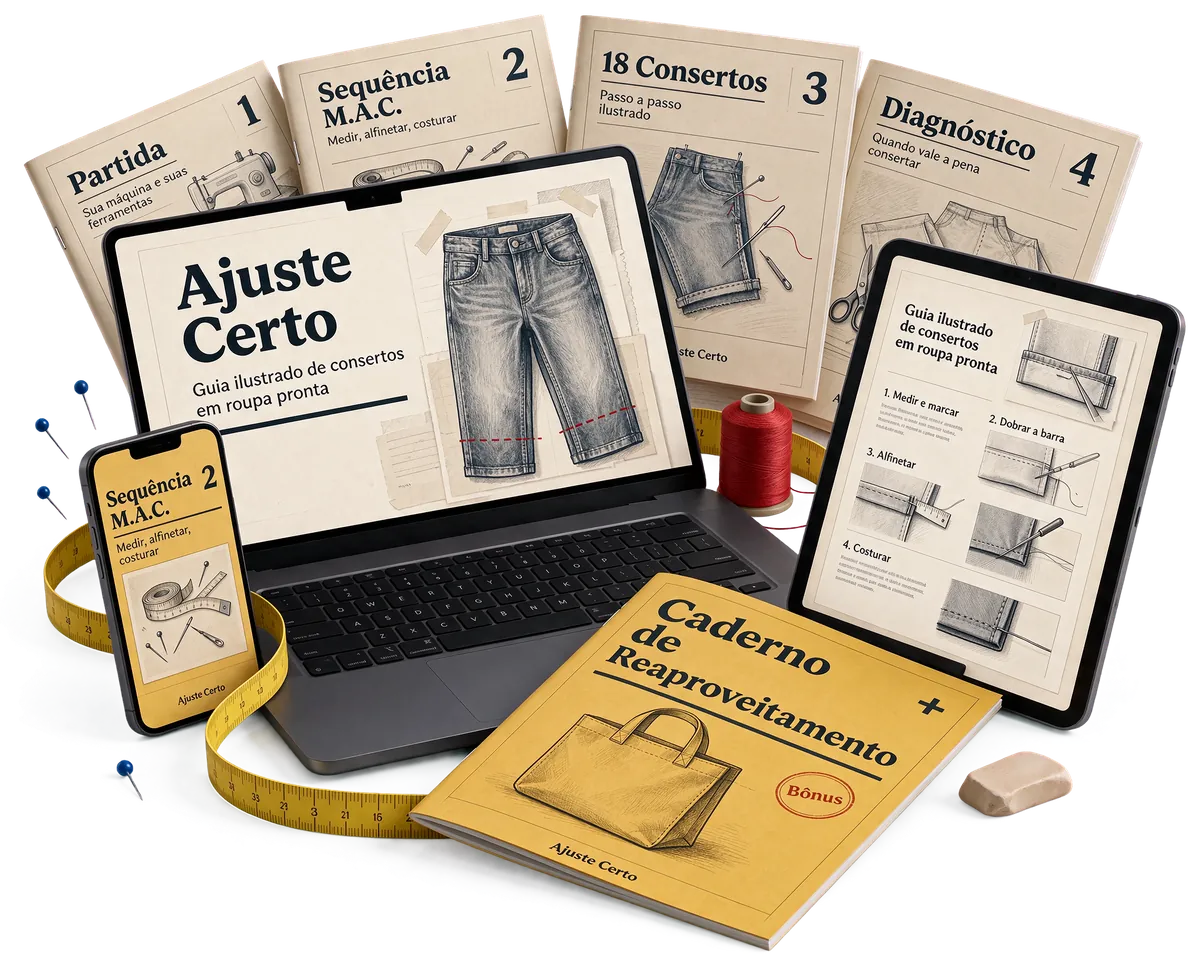 1
Partida
Sua máquina e suas
ferramentas
2
Sequência
M.A.C.
Medir, alfinetar, costurar
18 Consertos
3
Passo a passo
ilustrado
Diagnóstico
4
Quando vale a pena
consertar
Ajuste
Certo
Guia ilustrado de consertos
em roupa pronta
ste Certo
Guia ilustrado
de consertos
em roupa pronta
1. Medir e marcar
2. Dobrar a barra
3. Alfinetar
4. Costurar
Sequência 2
M.A.C.
Medir, alfinetar,
costurar
Ajuste Certo
Caderno
de
Reaproveitamento
+
Bônus
Ajuste Certo